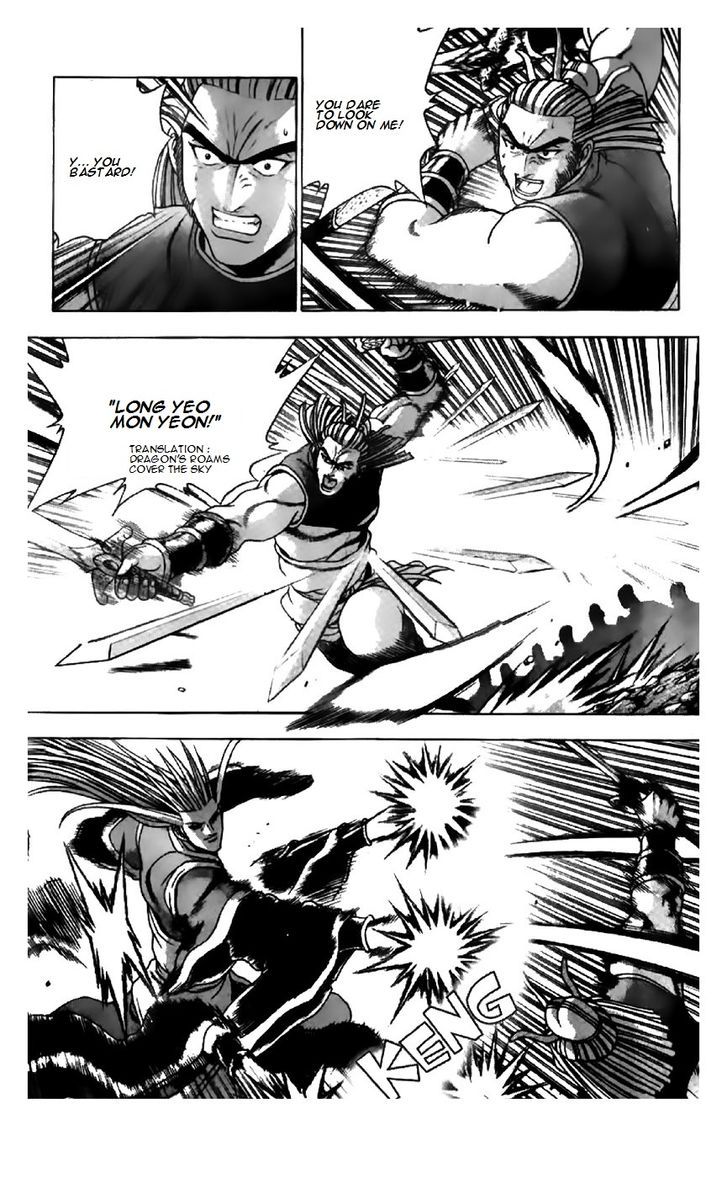 Y... YOU
BASTARD!
YOU DARE
TO LOOK
DOWN ON ME!
"LONG YEO
MON YEON!"
TRANSLATION :
DRAGON'S ROAMS
COVER THE SKY
KENG